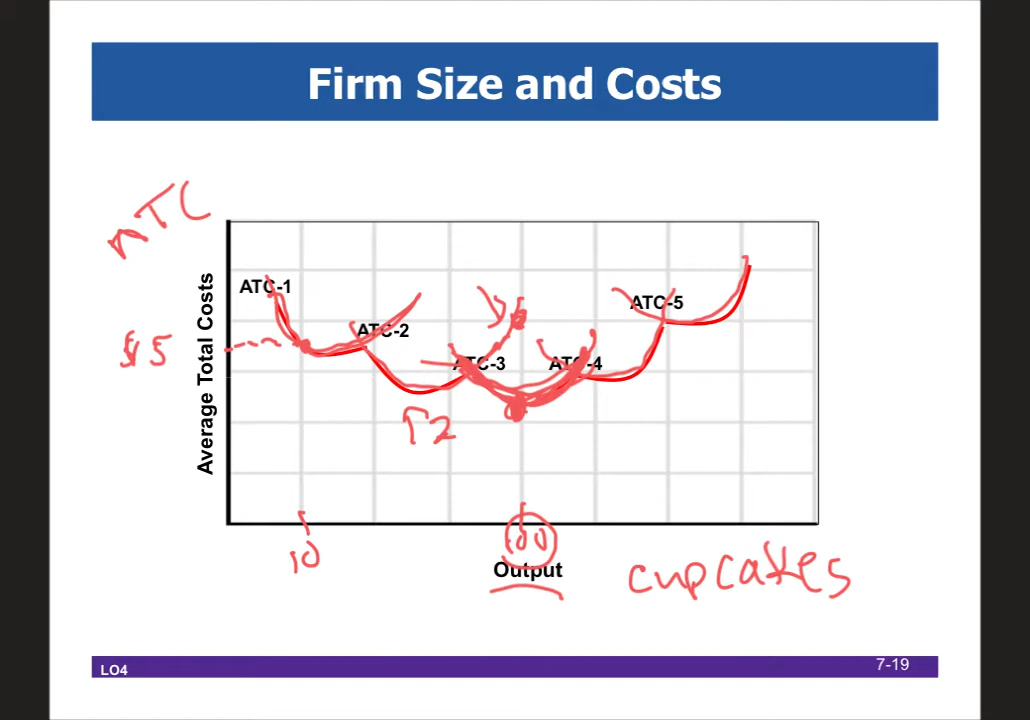 Firm Size and Costs
ATC
Average Total Costs
$5
ATC-1
ATC-2
ATC-3
ATC-4
ATC-5
10
100
Output
cupcakes
LO4
7-19